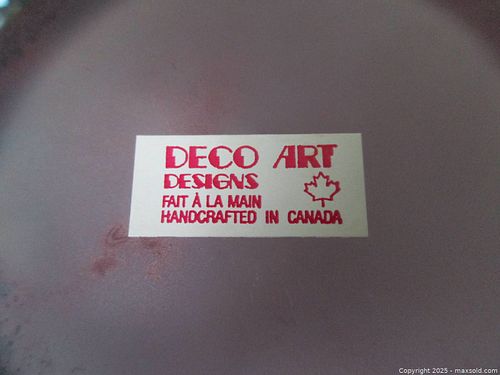 DECO ART
DESIGNS
FAIT À LA MAIN
HANDCRAFTED IN CANADA
Copyright 2025 - maxsold.com